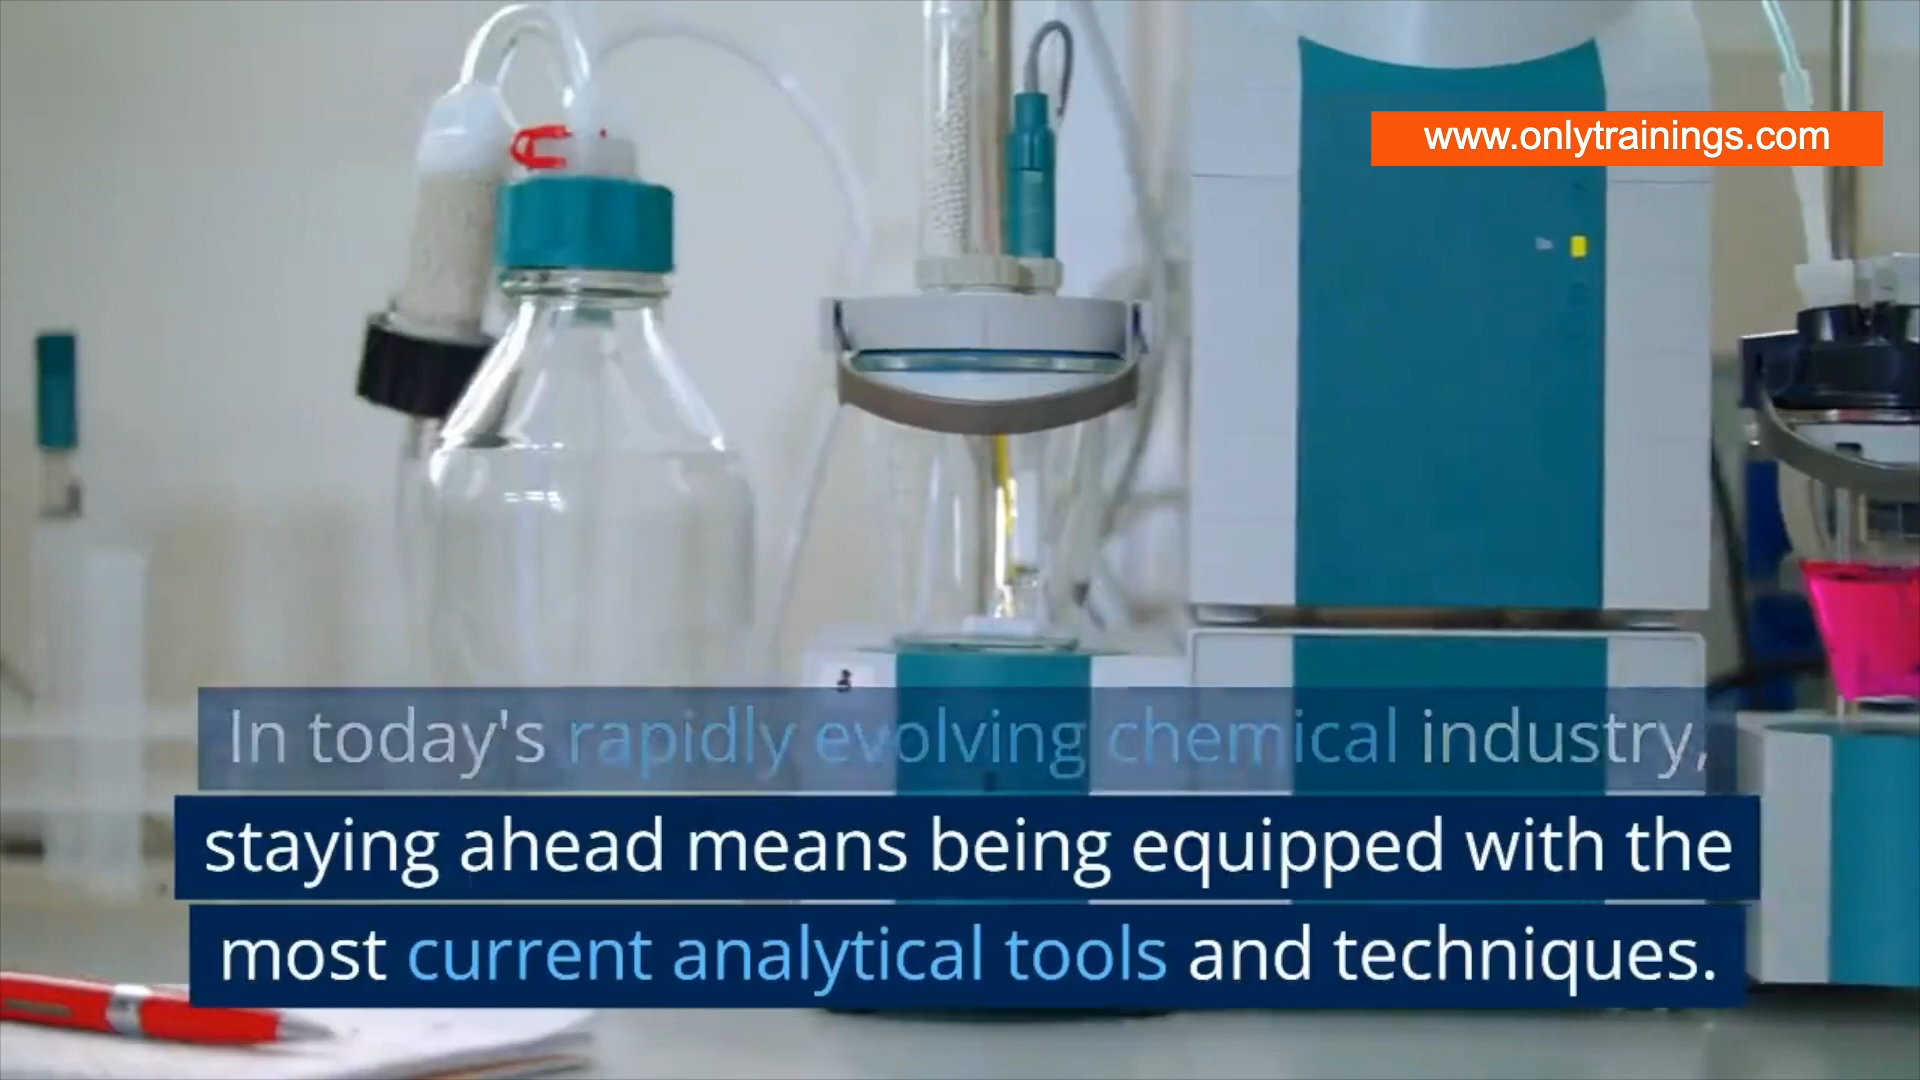 www.onlytrainings.com
In today's rapidly evolving chemical industry,
staying ahead means being equipped with the
most current analytical tools and techniques.